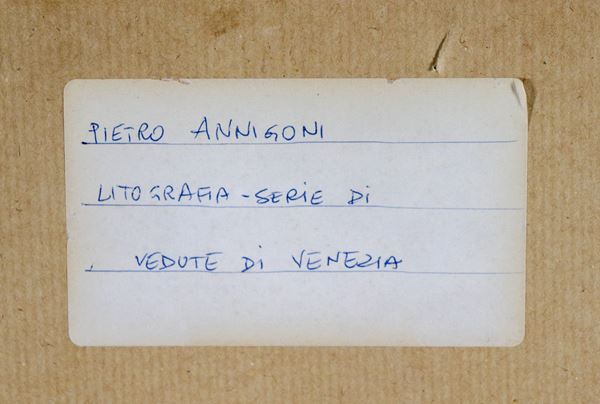 PIETRO ANNIGONI
LITOGRAFIA - SERIE DI
VEDUTE DI VENEZIA